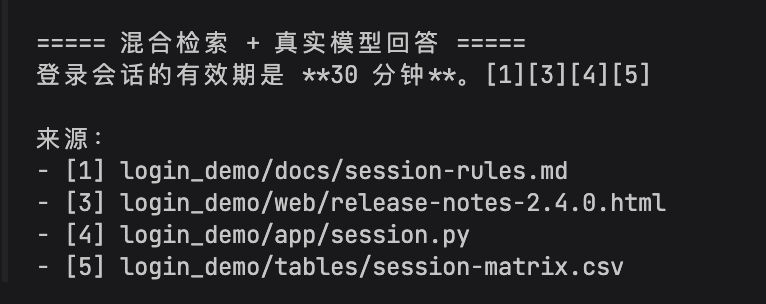 ===== 混合检索 + 真实模型回答 =====
登录会话的有效期是 **30 分钟**。[1][3][4][5]
来源：
- [1] login_demo/docs/session-rules.md
- [3] login_demo/web/release-notes-2.4.0.html
- [4] login_demo/app/session.py
- [5] login_demo/tables/session-matrix.csv